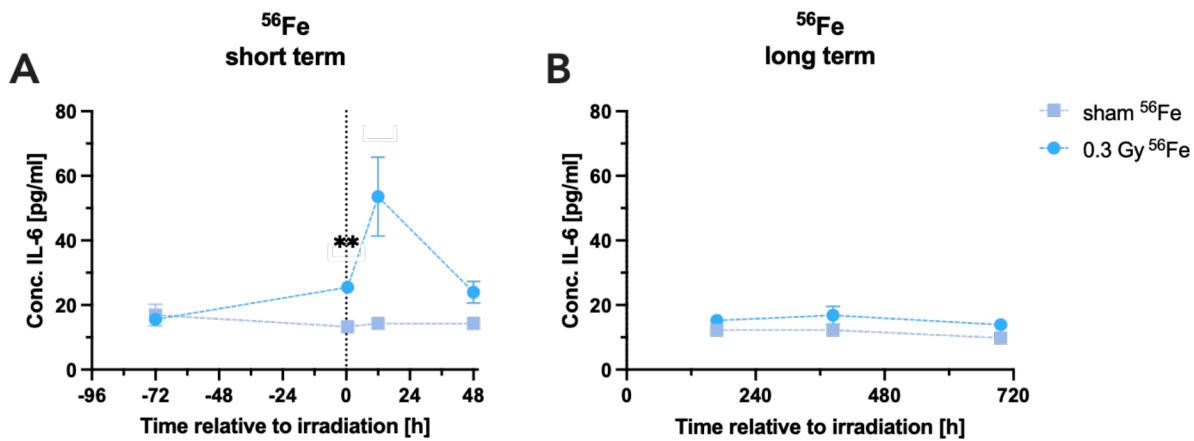 ⁵⁶Fe
short term
A
80
60
40
20
0
Conc. IL-6 [pg/ml]
**
-96 -72 -48 -24 0 24 48
Time relative to irradiation [h]
⁵⁶Fe
long term
B
80
60
40
20
0
Conc. IL-6 [pg/ml]
0 240 480 720
Time relative to irradiation [h]
sham ⁵⁶Fe
0.3 Gy ⁵⁶Fe